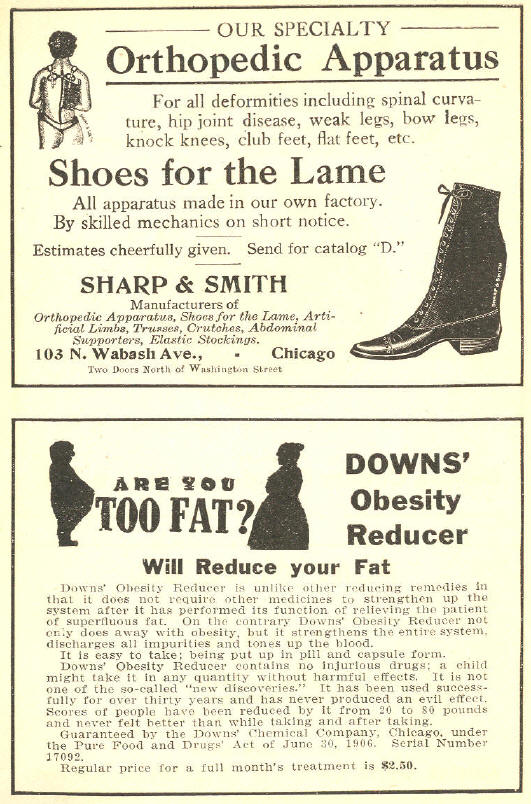 OUR SPECIALTY
Orthopedic Apparatus
For all deformities including spinal curva-
ture, hip joint disease, weak legs, bow legs,
knock knees, club feet, flat feet, etc.
Shoes for the Lame
All apparatus made in our own factory.
By skilled mechanics on short notice.
Estimates cheerfully given. Send for catalog "D."
SHARP & SMITH
Manufacturers of
Orthopedic Apparatus, Shoes for the Lame, Arti-
ficial Limbs, Trusses, Crutches, Abdominal
Supporters, Elastic Stockings.
103 N. Wabash Ave., - Chicago
Two Doors North of Washington Street
SHARP & SMITH
ARE YOU
TOO FAT?
DOWNS'
Obesity
Reducer
Will Reduce your Fat
Downs' Obesity Reducer is unlike other reducing remedies in
that it does not require other medicines to strengthen up the
system after it has performed its function of relieving the patient
of superfluous fat. On the contrary Downs' Obesity Reducer not
only does away with obesity, but it strengthens the entire system,
discharges all impurities and tones up the blood.
It is easy to take; being put up in pill and capsule form.
Downs' Obesity Reducer contains no injurious drugs; a child
might take it in any quantity without harmful effects. It is not
one of the so-called "new discoveries." It has been used success-
fully for over thirty years and has never produced an evil effect.
Scores of people have been reduced by it from 20 to 80 pounds
and never felt better than while taking and after taking.
Guaranteed by the Downs' Chemical Company, Chicago, under
the Pure Food and Drugs' Act of June 30, 1906. Serial Number
17092.
Regular price for a full month's treatment is $2.50.